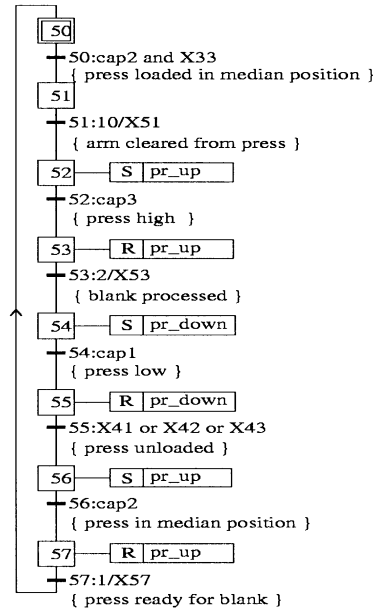 50
50:cap2 and X33
{ press loaded in median position }
51
51:10/X51
{ arm cleared from press }
52 S pr_up
52:cap3
{ press high }
53 R pr_up
53:2/X53
{ blank processed }
54 S pr_down
54:cap1
{ press low }
55 R pr_down
55:X41 or X42 or X43
{ press unloaded }
56 S pr_up
56:cap2
{ press in median position }
57 R pr_up
57:1/X57
{ press ready for blank }